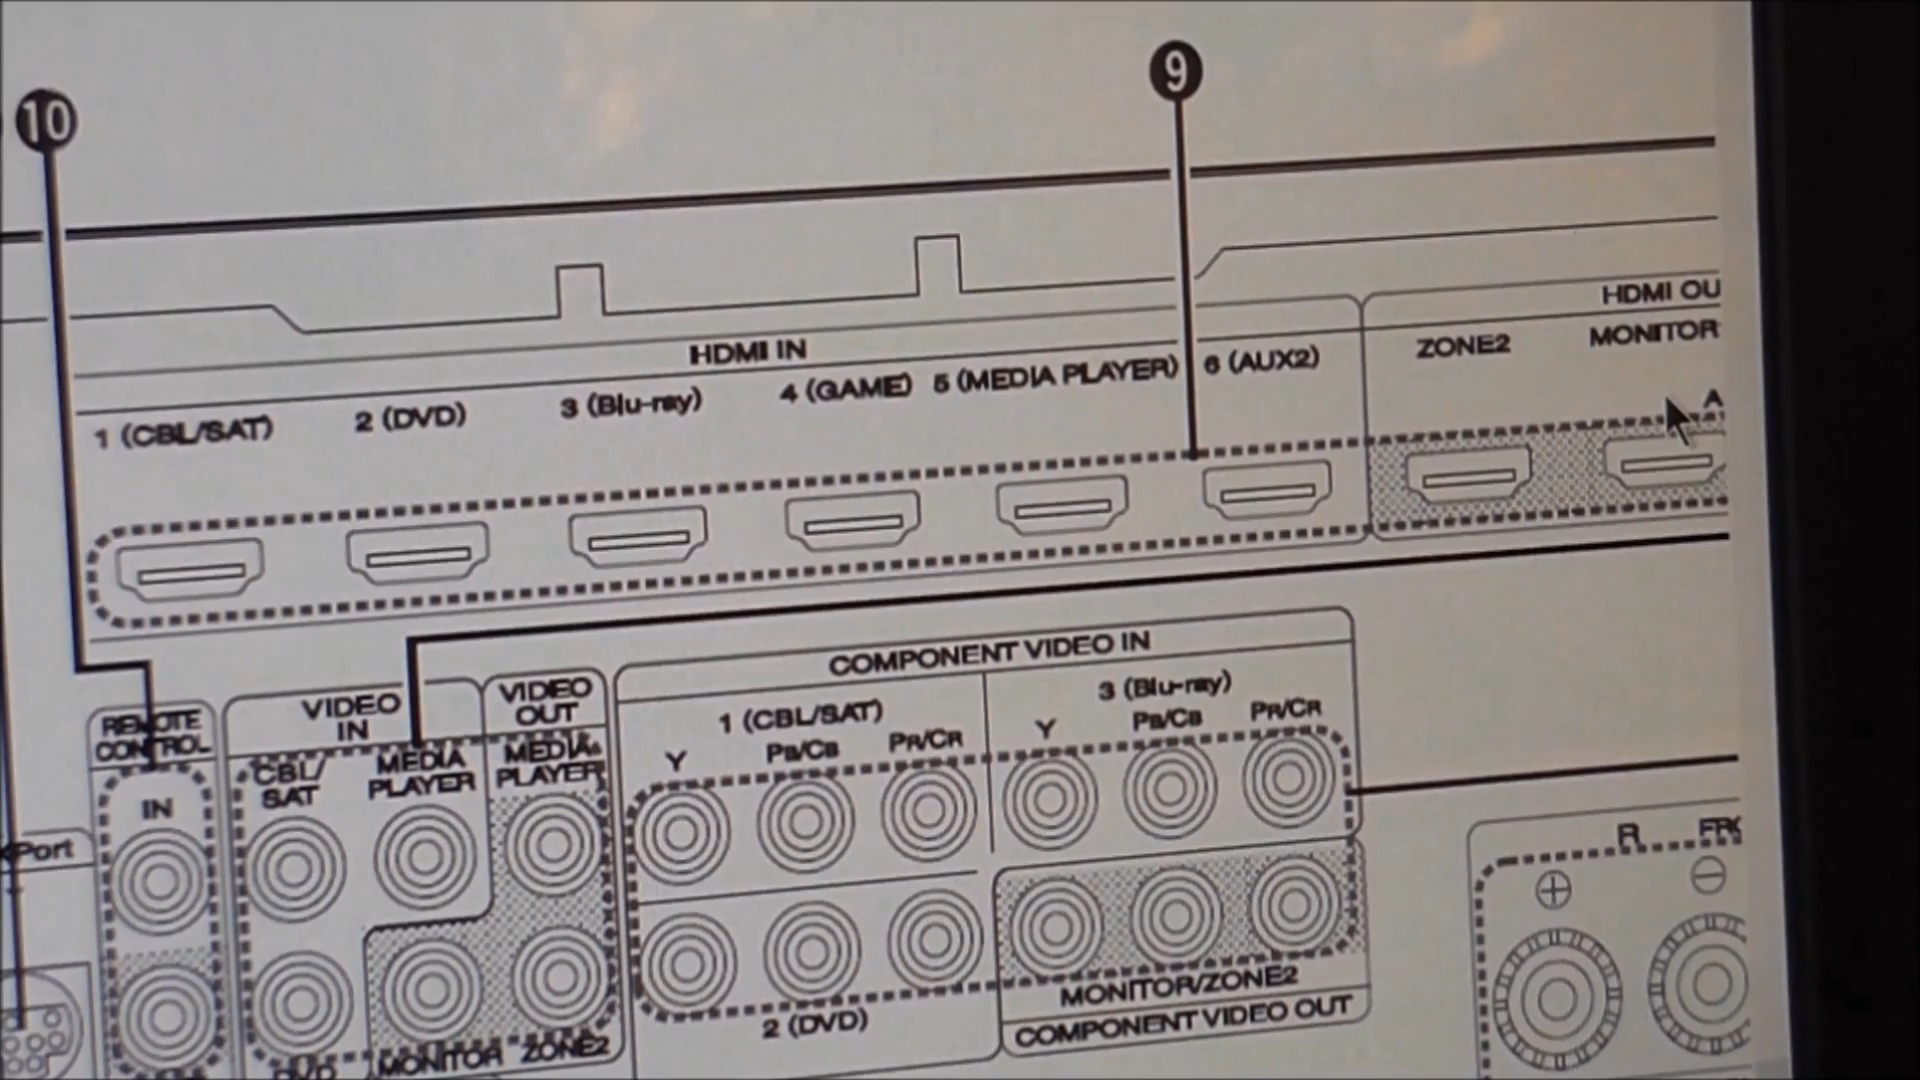 10
9
HDMI OU
HDMI IN
ZONE2
MONITOR
1 (CBL/SAT)
2 (DVD)
3 (Blu-ray)
4 (GAME)
5 (MEDIA PLAYER)
6 (AUX2)
A
COMPONENT VIDEO IN
REMOTE
CONTROL
VIDEO
IN
VIDEO
OUT
1 (CBL/SAT)
3 (Blu-ray)
Y
PB/CB
PR/CR
Y
PB/CB
PR/CR
IN
CBL/
SAT
MEDIA
PLAYER
MEDIA
PLAYER
Port
R
MONITOR
ZONE2
2 (DVD)
MONITOR/ZONE2
COMPONENT VIDEO OUT
DVD